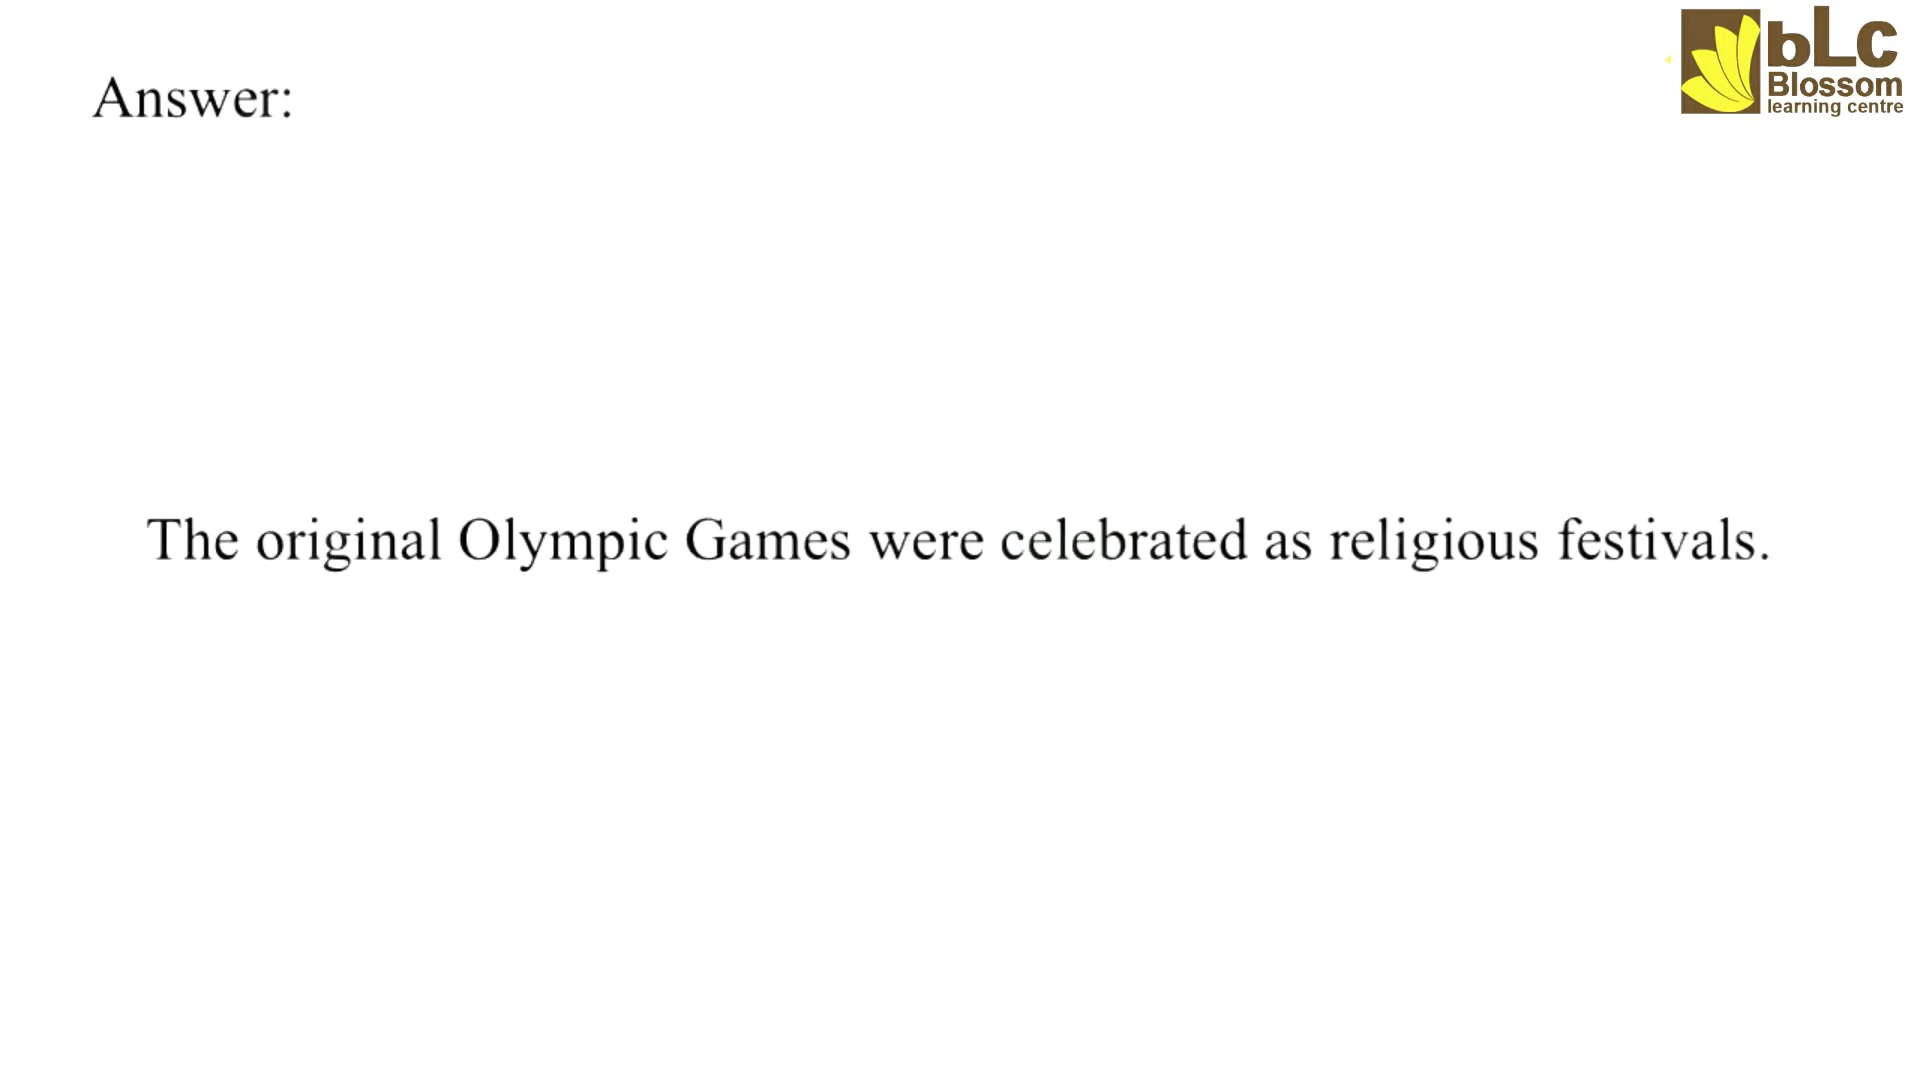 bLc
Blossom
learning centre
Answer:
The original Olympic Games were celebrated as religious festivals.